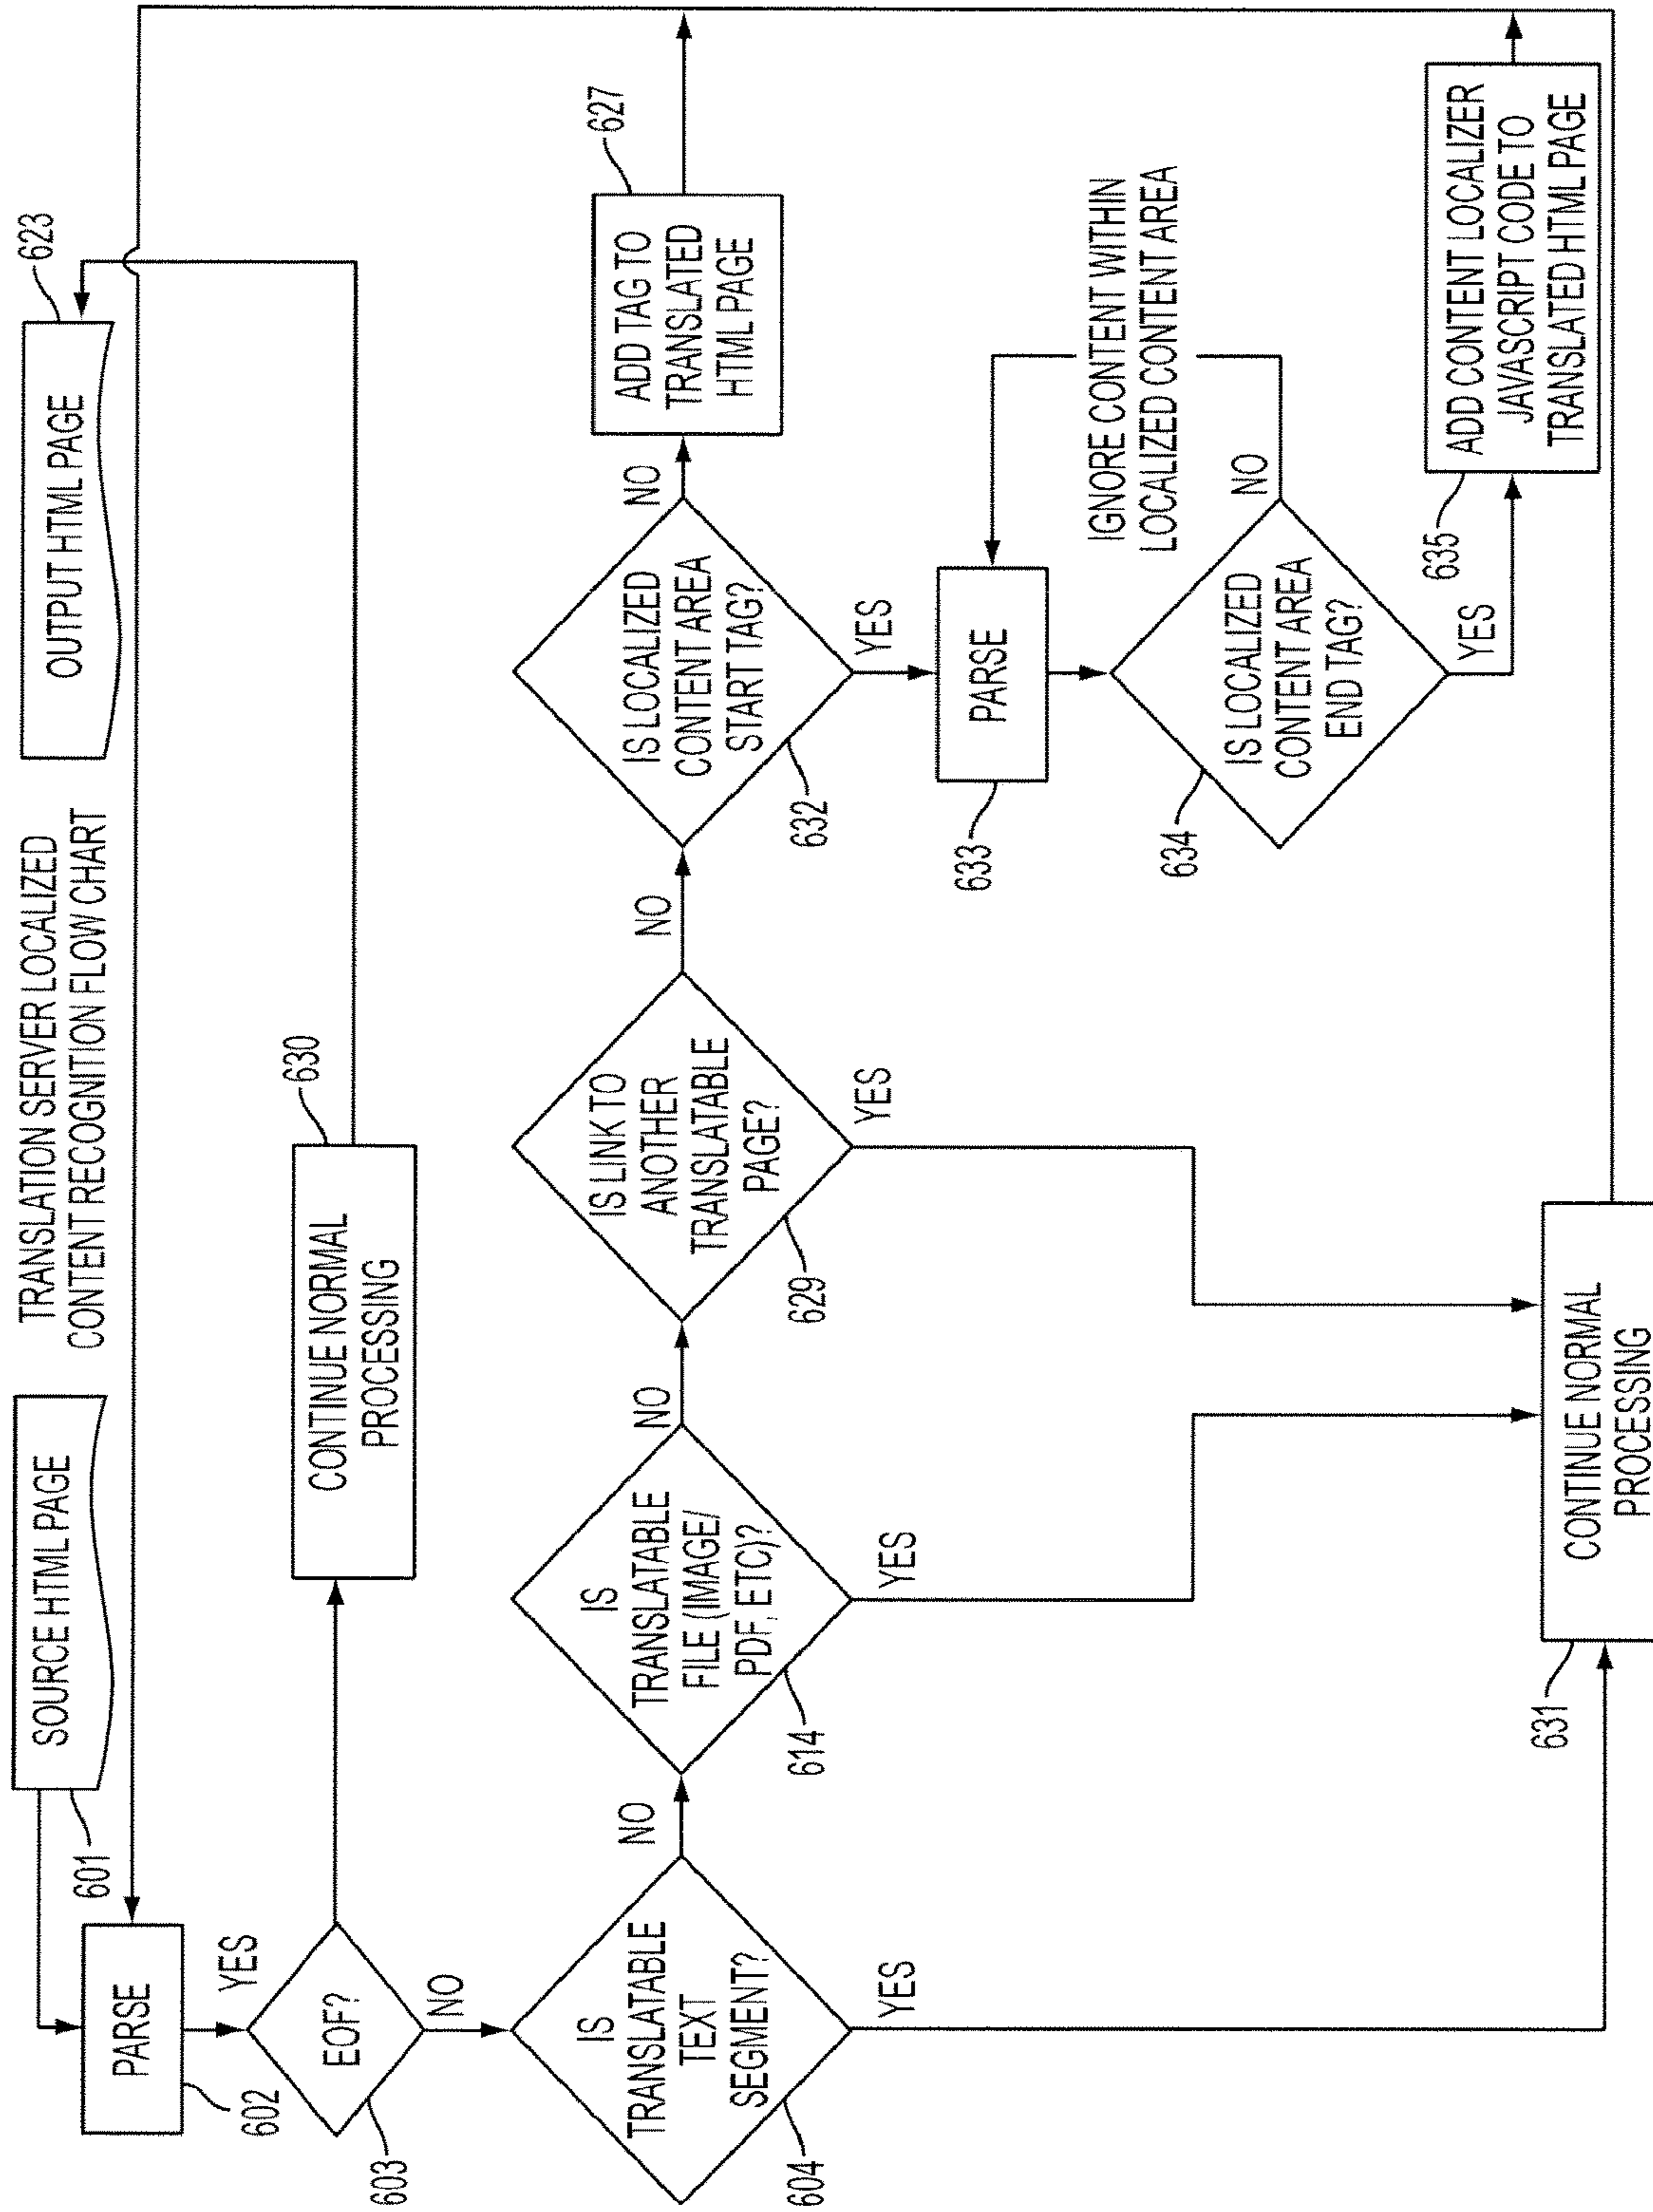 TRANSLATION SERVER LOCALIZED
CONTENT RECOGNITION FLOW CHART
SOURCE HTML PAGE
601
OUTPUT HTML PAGE
623
PARSE
602
YES
EOF?
603
NO
CONTINUE NORMAL
PROCESSING
630
IS
TRANSLATABLE
TEXT
SEGMENT?
604
NO
YES
IS
TRANSLATABLE
FILE (IMAGE/
PDF, ETC)?
614
NO
YES
IS LINK TO
ANOTHER
TRANSLATABLE
PAGE?
629
NO
YES
IS LOCALIZED
CONTENT AREA
START TAG?
632
NO
YES
ADD TAG TO
TRANSLATED
HTML PAGE
627
PARSE
633
IGNORE CONTENT WITHIN
LOCALIZED CONTENT AREA
IS LOCALIZED
CONTENT AREA
END TAG?
634
NO
YES
ADD CONTENT LOCALIZER
JAVASCRIPT CODE TO
TRANSLATED HTML PAGE
635
CONTINUE NORMAL
PROCESSING
631